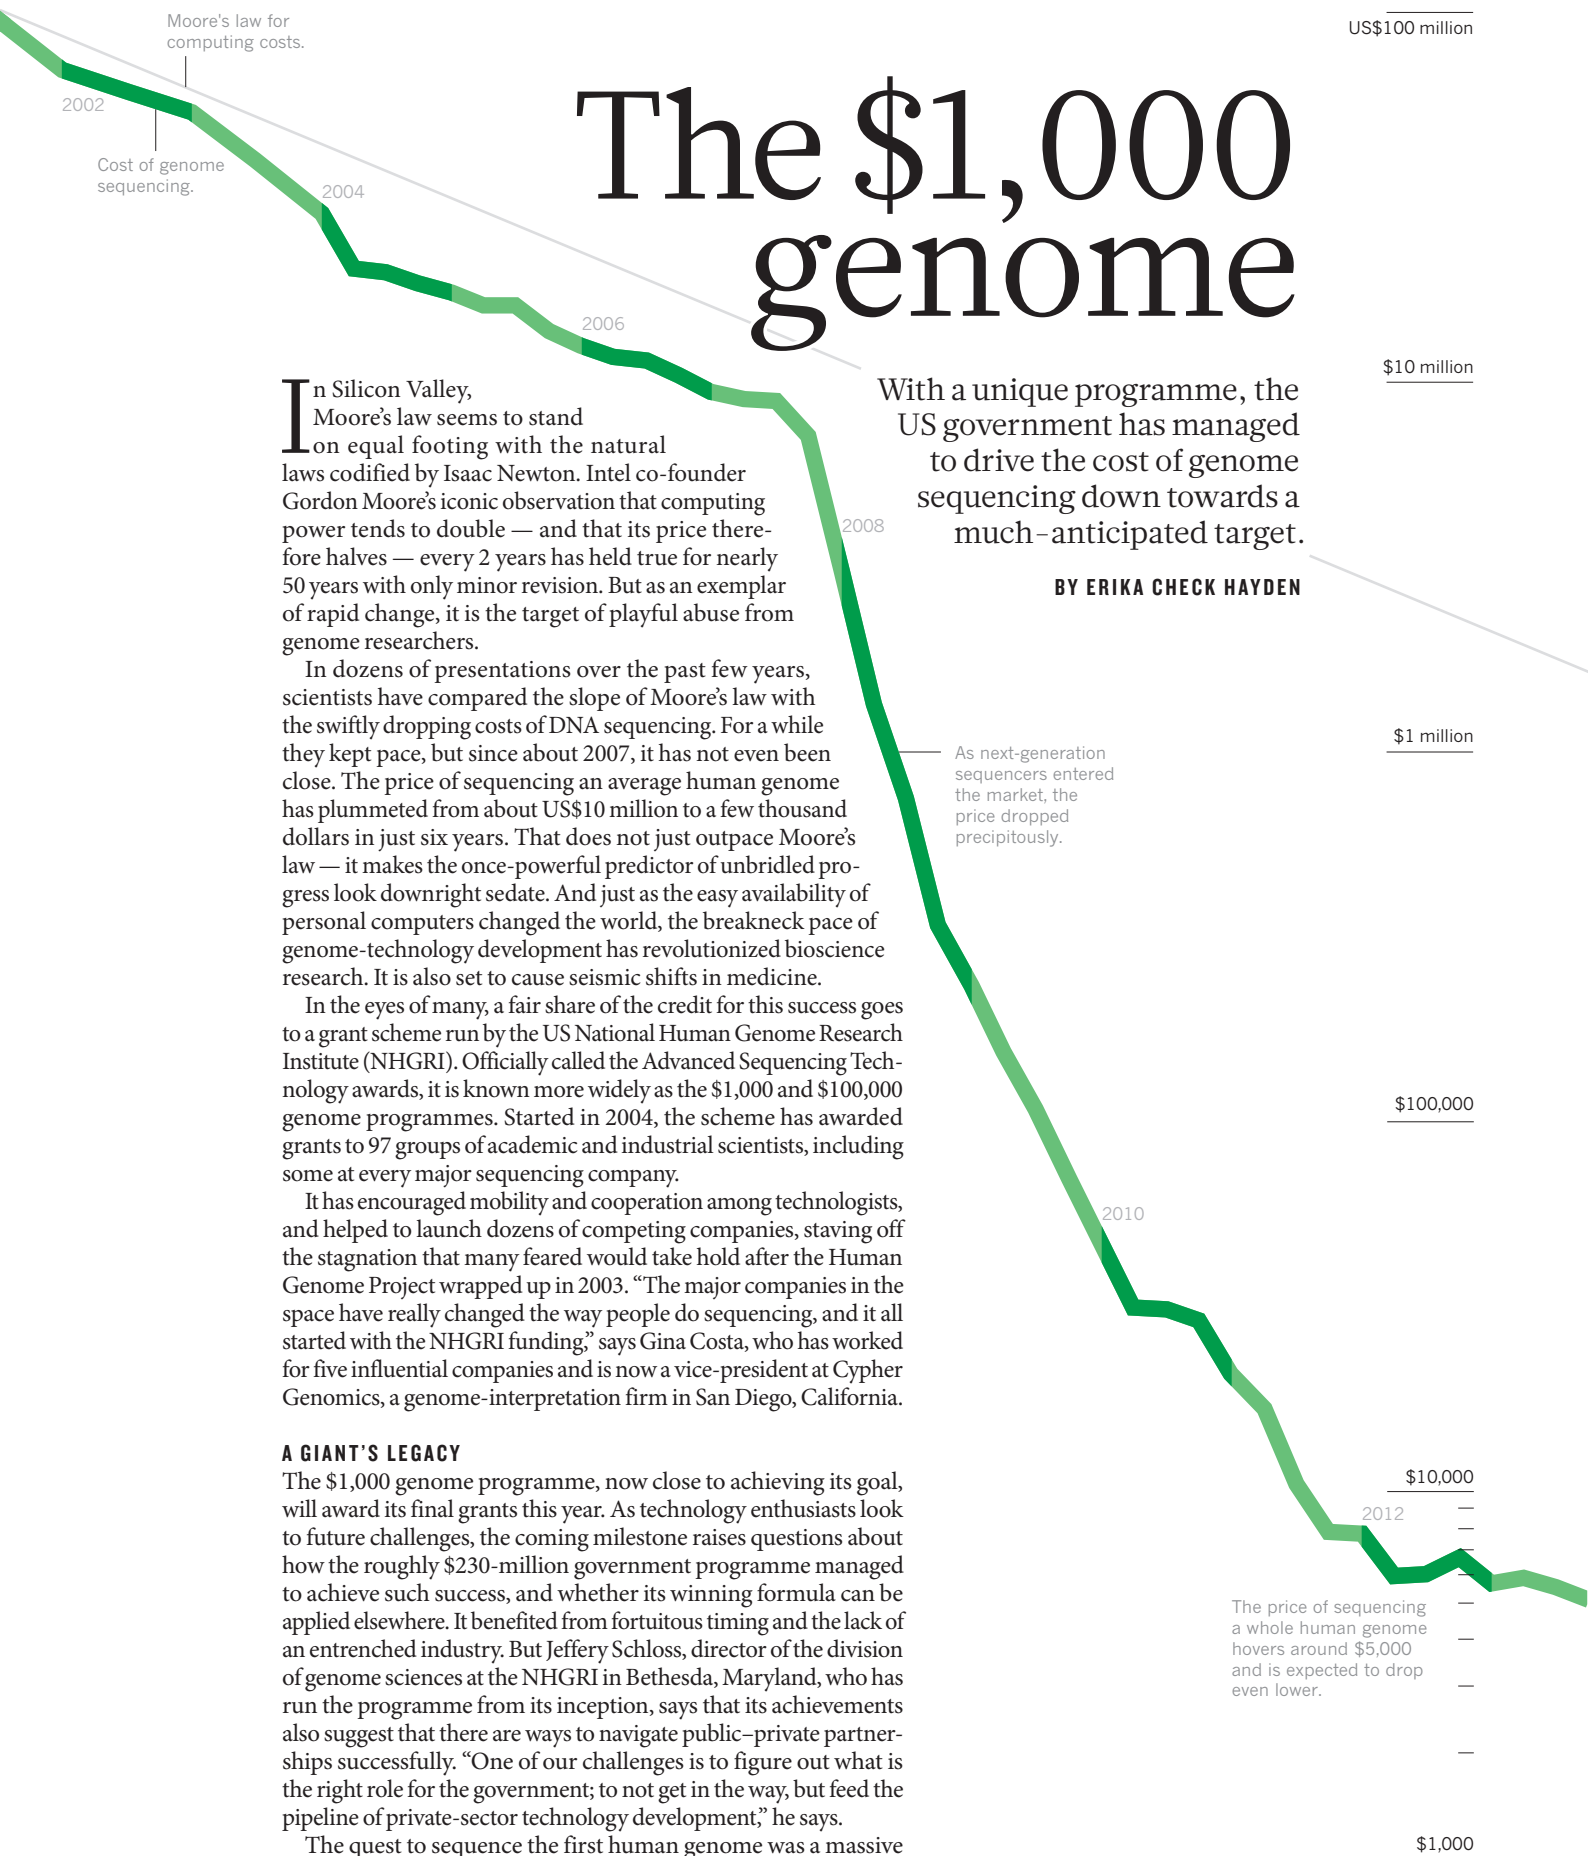 Moore's law for
computing costs.
US$100 million
2002
Cost of genome
sequencing.
2004
The $1,000
genome
2006
$10 million
With a unique programme, the
US government has managed
to drive the cost of genome
sequencing down towards a
much-anticipated target.
BY ERIKA CHECK HAYDEN
2008
In Silicon Valley,
Moore's law seems to stand
on equal footing with the natural
laws codified by Isaac Newton. Intel co-founder
Gordon Moore's iconic observation that computing
power tends to double — and that its price there-
fore halves — every 2 years has held true for nearly
50 years with only minor revision. But as an exemplar
of rapid change, it is the target of playful abuse from
genome researchers.
In dozens of presentations over the past few years,
scientists have compared the slope of Moore's law with
the swiftly dropping costs of DNA sequencing. For a while
they kept pace, but since about 2007, it has not even been
close. The price of sequencing an average human genome
has plummeted from about US$10 million to a few thousand
dollars in just six years. That does not just outpace Moore's
law — it makes the once-powerful predictor of unbridled pro-
gress look downright sedate. And just as the easy availability of
personal computers changed the world, the breakneck pace of
genome-technology development has revolutionized bioscience
research. It is also set to cause seismic shifts in medicine.
In the eyes of many, a fair share of the credit for this success goes
to a grant scheme run by the US National Human Genome Research
Institute (NHGRI). Officially called the Advanced Sequencing Tech-
nology awards, it is known more widely as the $1,000 and $100,000
genome programmes. Started in 2004, the scheme has awarded
grants to 97 groups of academic and industrial scientists, including
some at every major sequencing company.
It has encouraged mobility and cooperation among technologists,
and helped to launch dozens of competing companies, staving off
the stagnation that many feared would take hold after the Human
Genome Project wrapped up in 2003. “The major companies in the
space have really changed the way people do sequencing, and it all
started with the NHGRI funding,” says Gina Costa, who has worked
for five influential companies and is now a vice-president at Cypher
Genomics, a genome-interpretation firm in San Diego, California.
A GIANT'S LEGACY
The $1,000 genome programme, now close to achieving its goal,
will award its final grants this year. As technology enthusiasts look
to future challenges, the coming milestone raises questions about
how the roughly $230-million government programme managed
to achieve such success, and whether its winning formula can be
applied elsewhere. It benefited from fortuitous timing and the lack of
an entrenched industry. But Jeffery Schloss, director of the division
of genome sciences at the NHGRI in Bethesda, Maryland, who has
run the programme from its inception, says that its achievements
also suggest that there are ways to navigate public–private partner-
ships successfully. “One of our challenges is to figure out what is
the right role for the government; to not get in the way, but feed the
pipeline of private-sector technology development,” he says.
The quest to sequence the first human genome was a massive
$1 million
As next-generation
sequencers entered
the market, the
price dropped
precipitously.
$100,000
2010
$10,000
2012
The price of sequencing
a whole human genome
hovers around $5,000
and is expected to drop
even lower.
$1,000